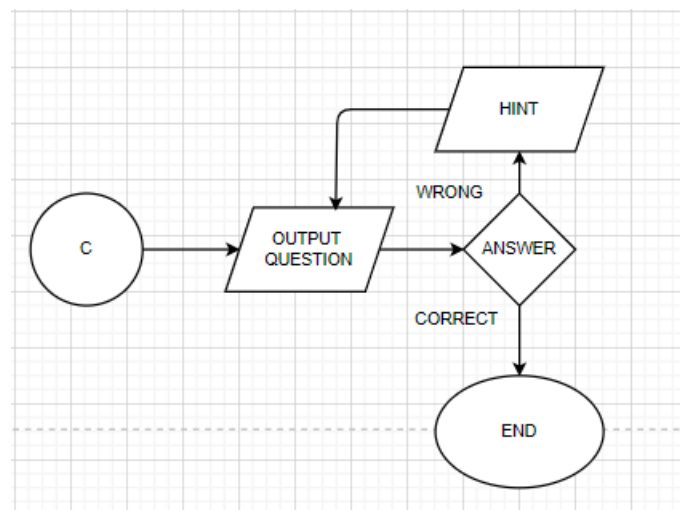 HINT
WRONG
C
OUTPUT
QUESTION
ANSWER
CORRECT
END